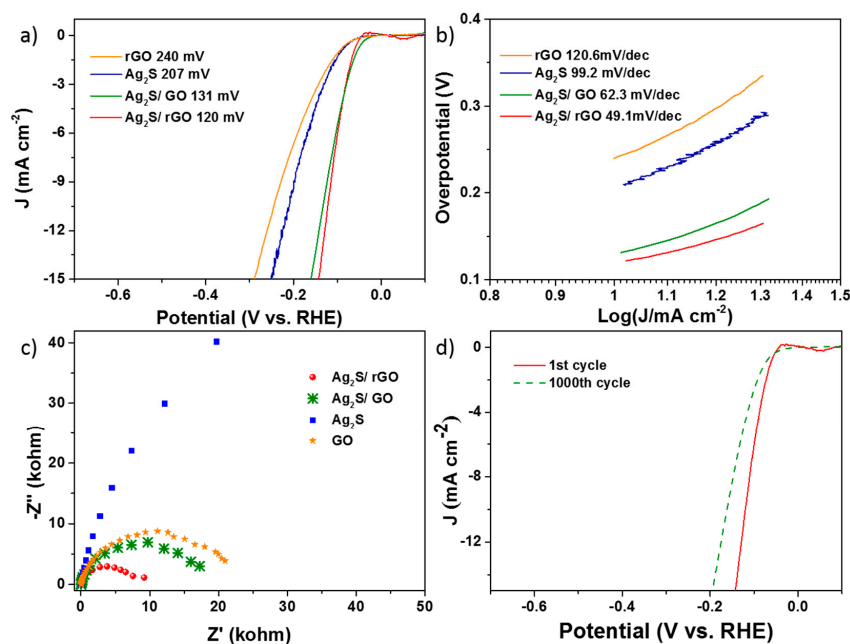 a)
rGO 240 mV
Ag₂S 207 mV
Ag₂S/ GO 131 mV
Ag₂S/ rGO 120 mV
J (mA cm⁻²)
0
-3
-6
-9
-12
-15
-0.6 -0.4 -0.2 0.0
Potential (V vs. RHE)
b)
rGO 120.6mV/dec
Ag₂S 99.2 mV/dec
Ag₂S/ GO 62.3 mV/dec
Ag₂S/ rGO 49.1mV/dec
Overpotential (V)
0.4
0.3
0.2
0.1
0.8 0.9 1 1.1 1.2 1.3 1.4 1.5
Log(J/mA cm⁻²)
c)
Ag₂S/ rGO
Ag₂S/ GO
Ag₂S
GO
-Z'' (kohm)
40
30
20
10
0
0 10 20 30 40 50
Z' (kohm)
d)
1st cycle
1000th cycle
J (mA cm⁻²)
0
-4
-8
-12
-0.6 -0.4 -0.2 0.0
Potential (V vs. RHE)